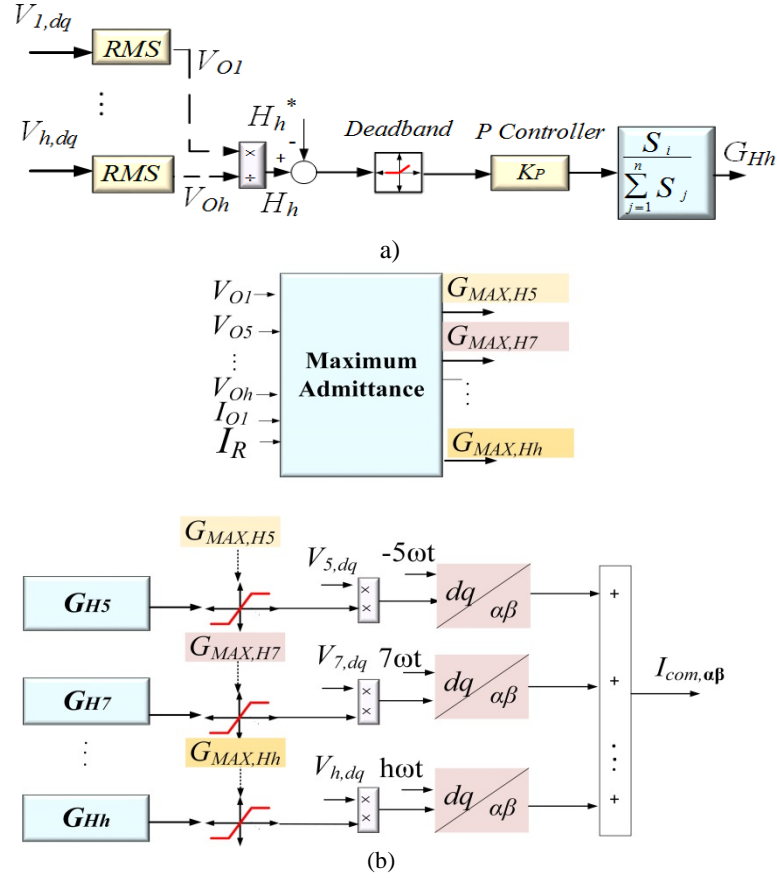 V1,dq
RMS
VO1
⋮
Vh,dq
RMS
VOh
×
÷
Hh*
-
+
Hh
Deadband
P Controller
KP
Si
n
∑ Sj
j=1
GHh
a)
VO1
VO5
⋮
VOh
IO1
IR
Maximum
Admittance
GMAX,H5
GMAX,H7
⋮
GMAX,Hh
GMAX,H5
GH5
V5,dq
-5ωt
×
×
dq
αβ
+
GMAX,H7
GH7
V7,dq
7ωt
×
×
dq
αβ
+
Icom,αβ
⋮
GMAX,Hh
GHh
Vh,dq
hωt
×
×
dq
αβ
⋮
+
(b)